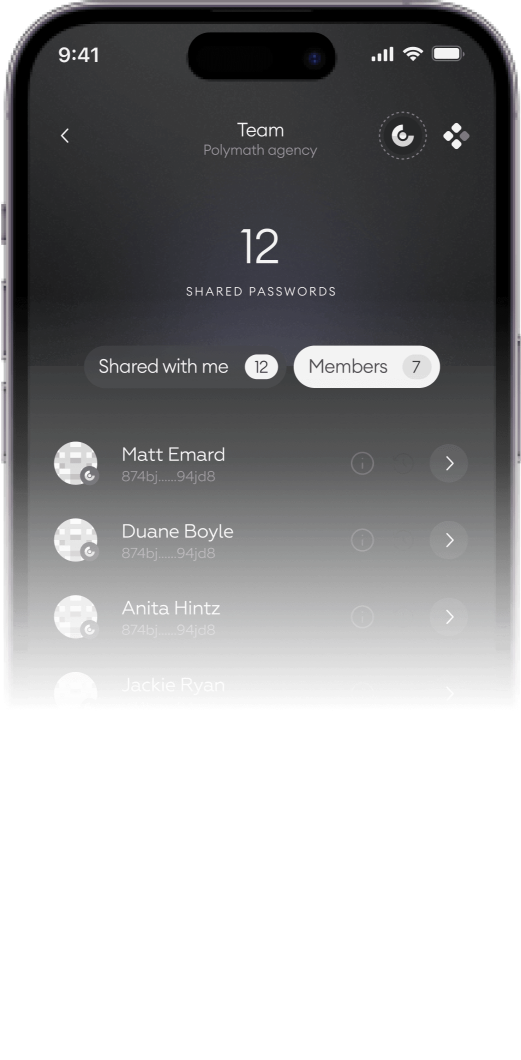 9:41
Team
Polymath agency
12
SHARED PASSWORDS
Shared with me 12 Members 7
Matt Emard
874bj......94jd8
Duane Boyle
874bj......94jd8
Anita Hintz
874bj......94jd8
Jackie Ryan